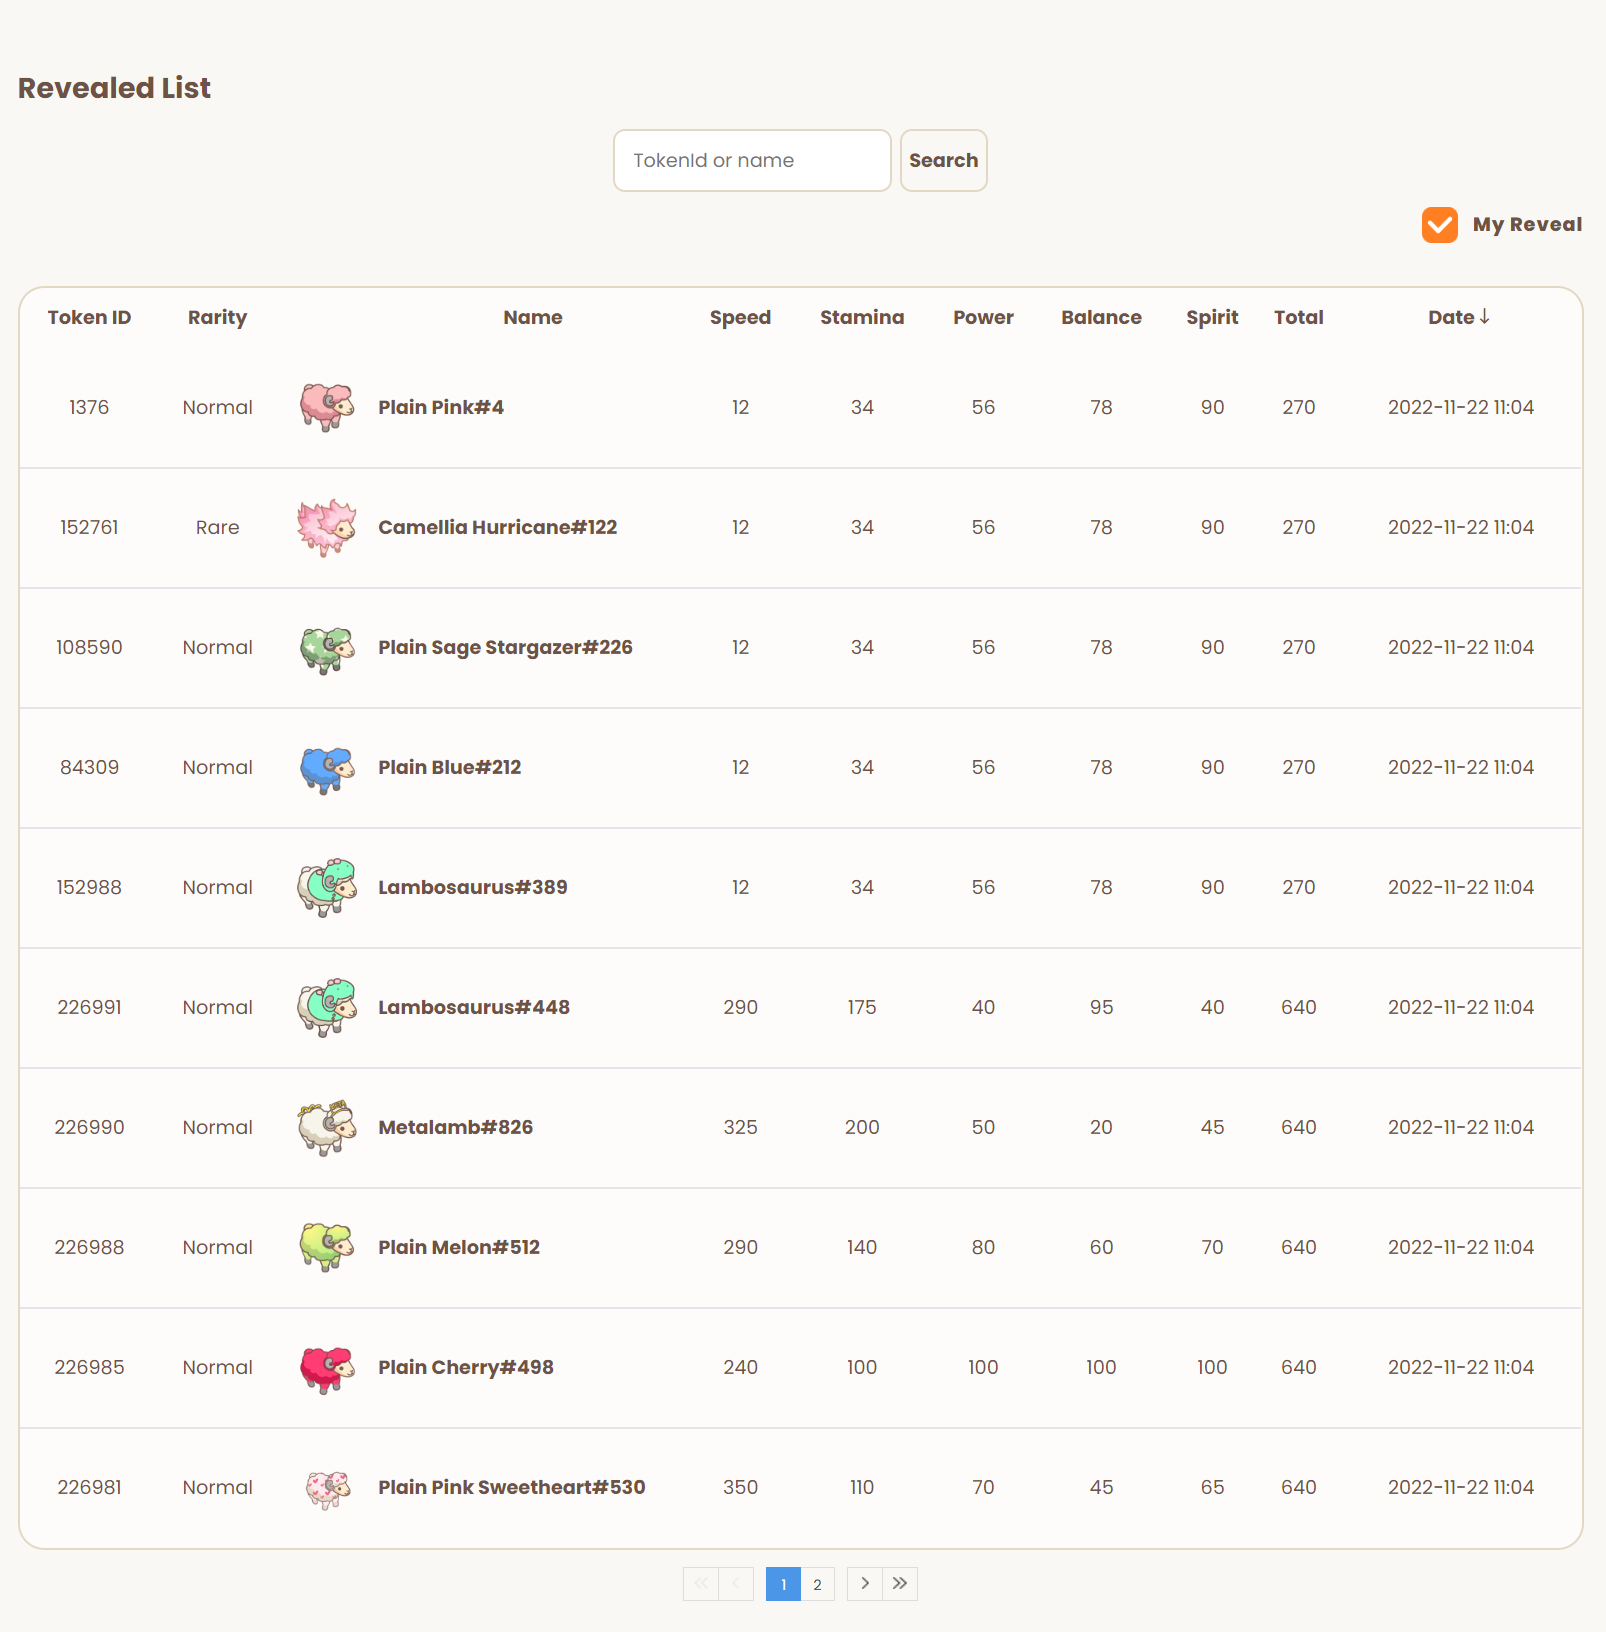 Revealed List
TokenId or name
Search
My Reveal
Token ID Rarity Name Speed Stamina Power Balance Spirit Total Date↓
1376 Normal Plain Pink#4 12 34 56 78 90 270 2022-11-22 11:04
152761 Rare Camellia Hurricane#122 12 34 56 78 90 270 2022-11-22 11:04
108590 Normal Plain Sage Stargazer#226 12 34 56 78 90 270 2022-11-22 11:04
84309 Normal Plain Blue#212 12 34 56 78 90 270 2022-11-22 11:04
152988 Normal Lambosaurus#389 12 34 56 78 90 270 2022-11-22 11:04
226991 Normal Lambosaurus#448 290 175 40 95 40 640 2022-11-22 11:04
226990 Normal Metalamb#826 325 200 50 20 45 640 2022-11-22 11:04
226988 Normal Plain Melon#512 290 140 80 60 70 640 2022-11-22 11:04
226985 Normal Plain Cherry#498 240 100 100 100 100 640 2022-11-22 11:04
226981 Normal Plain Pink Sweetheart#530 350 110 70 45 65 640 2022-11-22 11:04
« ‹ 1 2 › »